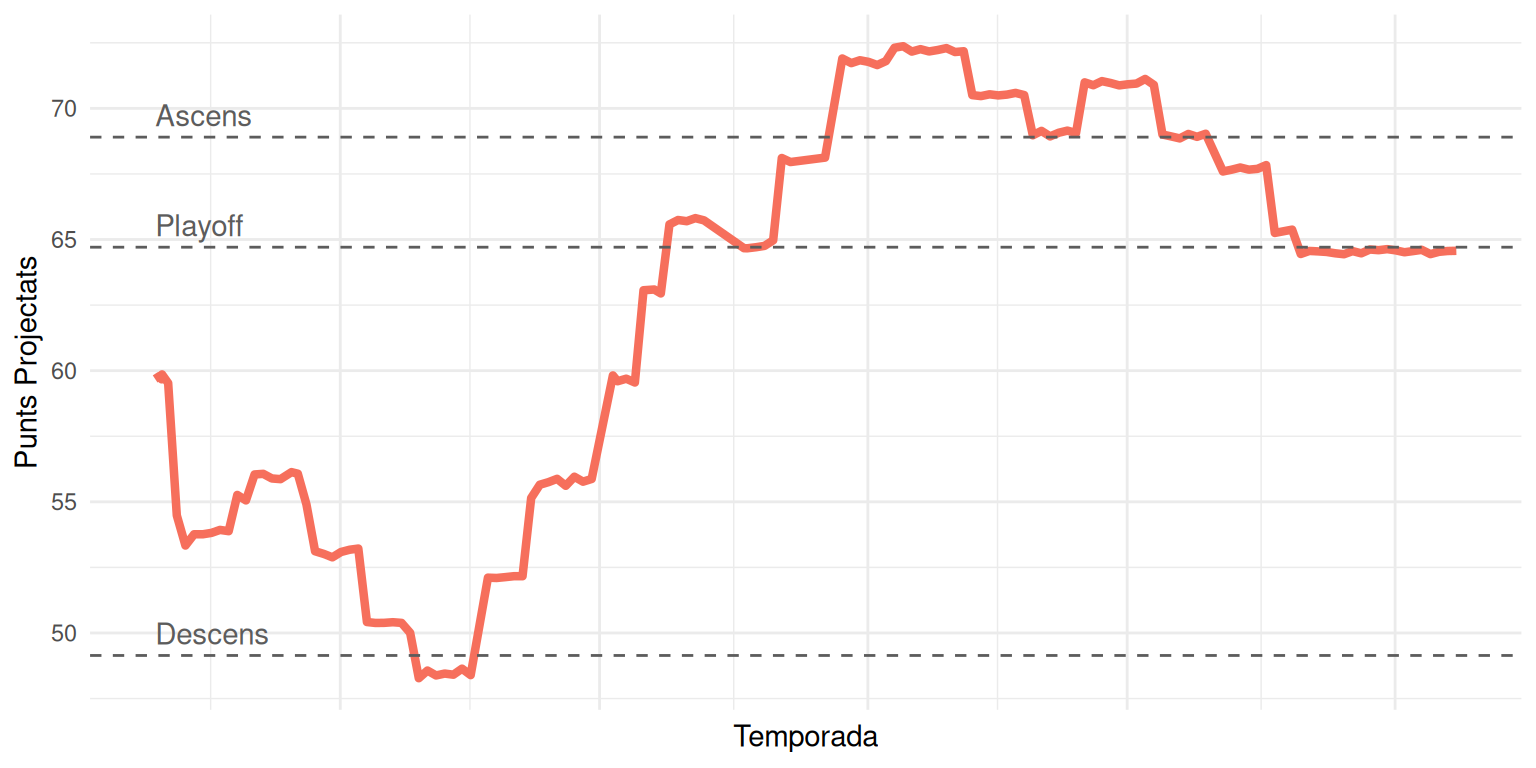 Punts Projectats
70
65
60
55
50
Ascens
Playoff
Descens
Temporada